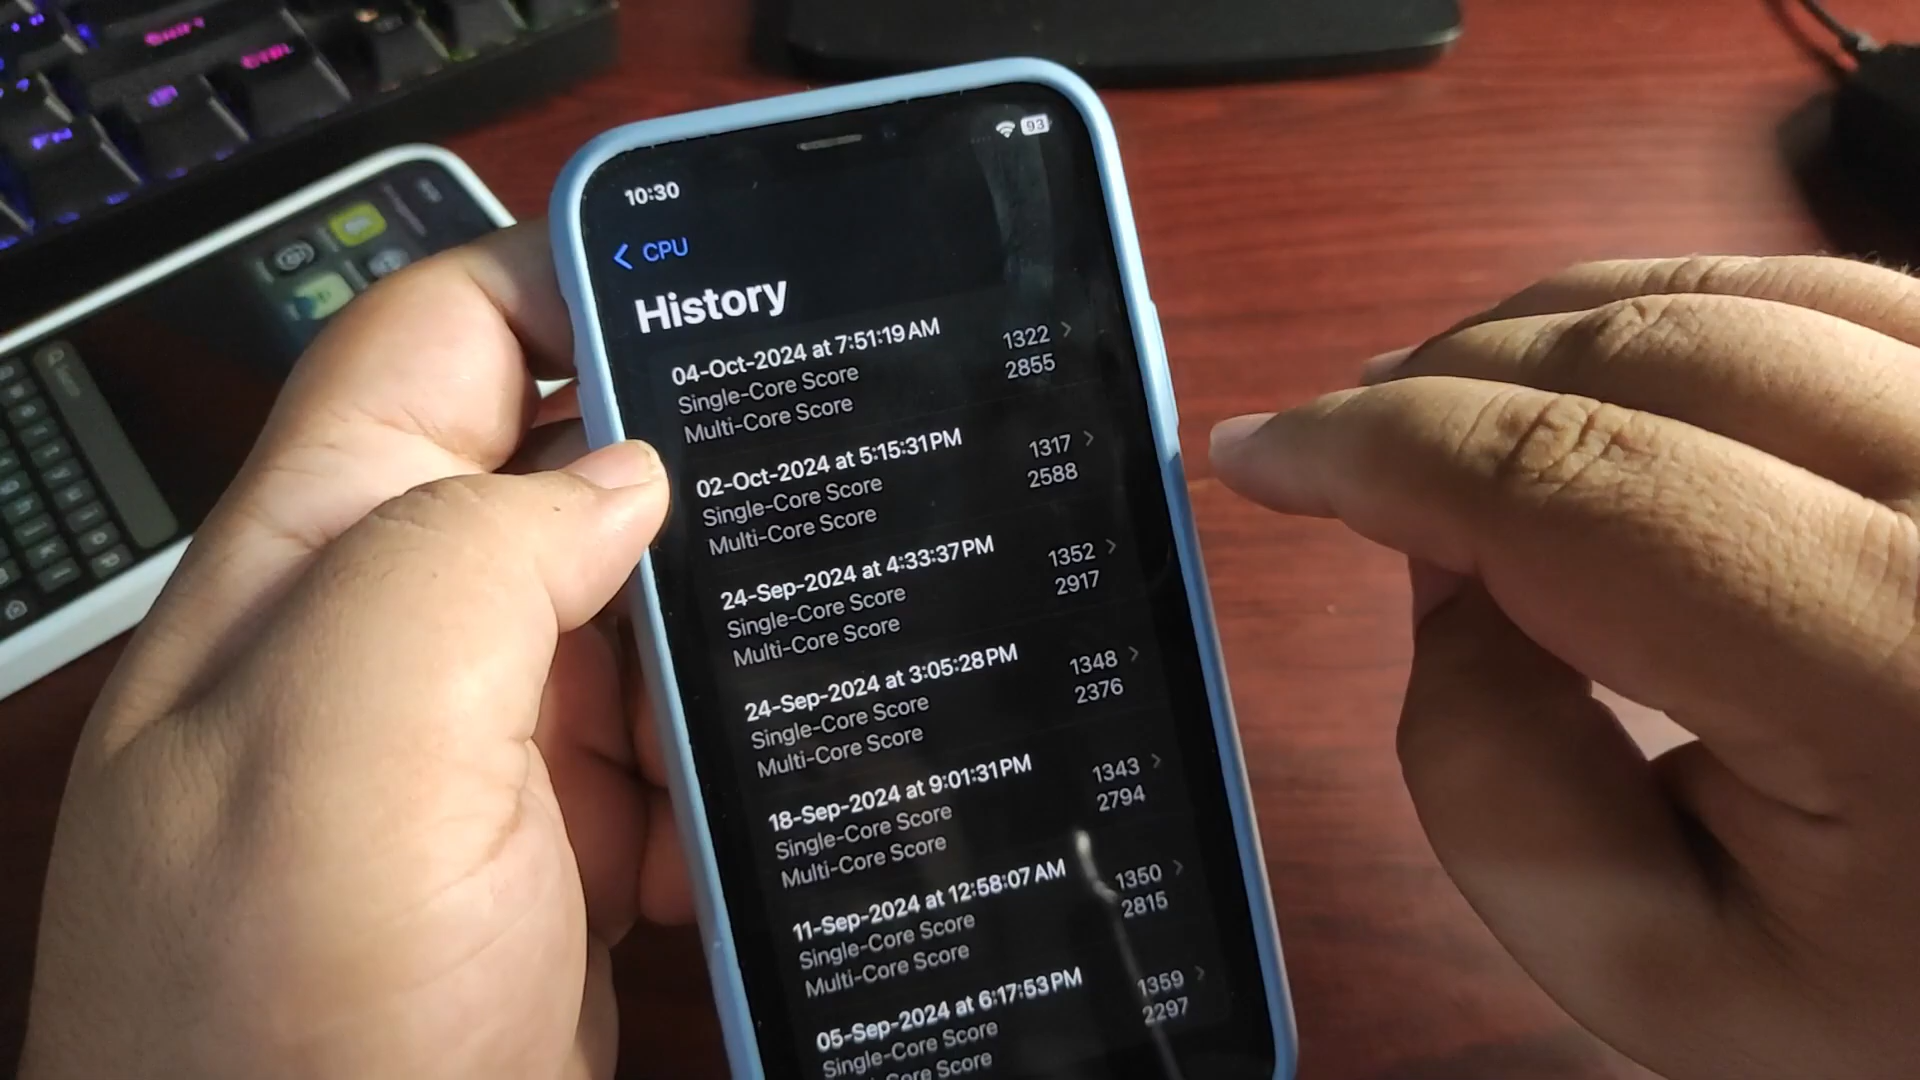 10:30
93
CPU
History
04-Oct-2024 at 7:51:19 AM
Single-Core Score 1322
Multi-Core Score 2855
02-Oct-2024 at 5:15:31 PM
Single-Core Score 1317
Multi-Core Score 2588
24-Sep-2024 at 4:33:37 PM
Single-Core Score 1352
Multi-Core Score 2917
24-Sep-2024 at 3:05:28 PM
Single-Core Score 1348
Multi-Core Score 2376
18-Sep-2024 at 9:01:31 PM
Single-Core Score 1343
Multi-Core Score 2794
11-Sep-2024 at 12:58:07 AM
Single-Core Score 1350
Multi-Core Score 2815
05-Sep-2024 at 6:17:53 PM
Single-Core Score 1359
Core Score 2297
CTRL